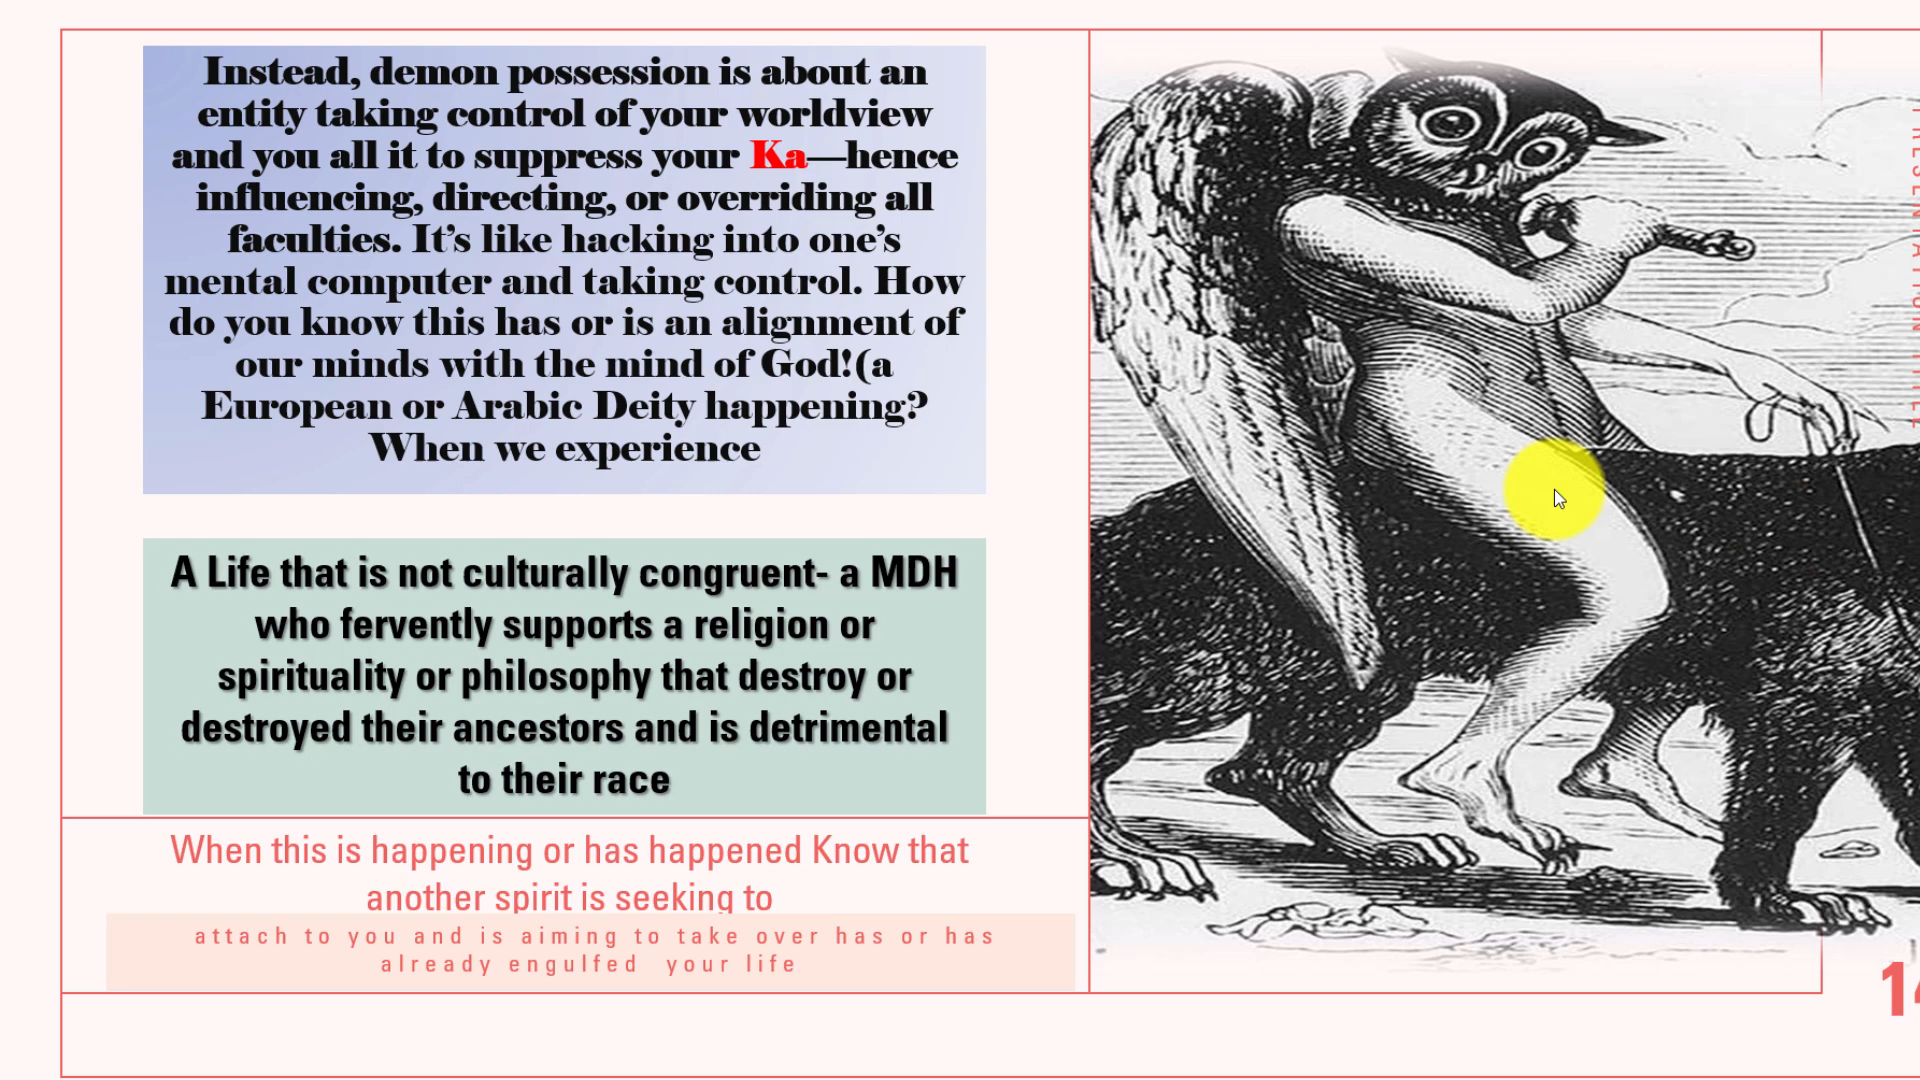 Instead, demon possession is about an
entity taking control of your worldview
and you all it to suppress your Ka—hence
influencing, directing, or overriding all
faculties. It’s like hacking into one’s
mental computer and taking control. How
do you know this has or is an alignment of
our minds with the mind of God!(a
European or Arabic Deity happening?
When we experience
A Life that is not culturally congruent- a MDH
who fervently supports a religion or
spirituality or philosophy that destroy or
destroyed their ancestors and is detrimental
to their race
When this is happening or has happened Know that
another spirit is seeking to
attach to you and is aiming to take over has or has
already engulfed your life